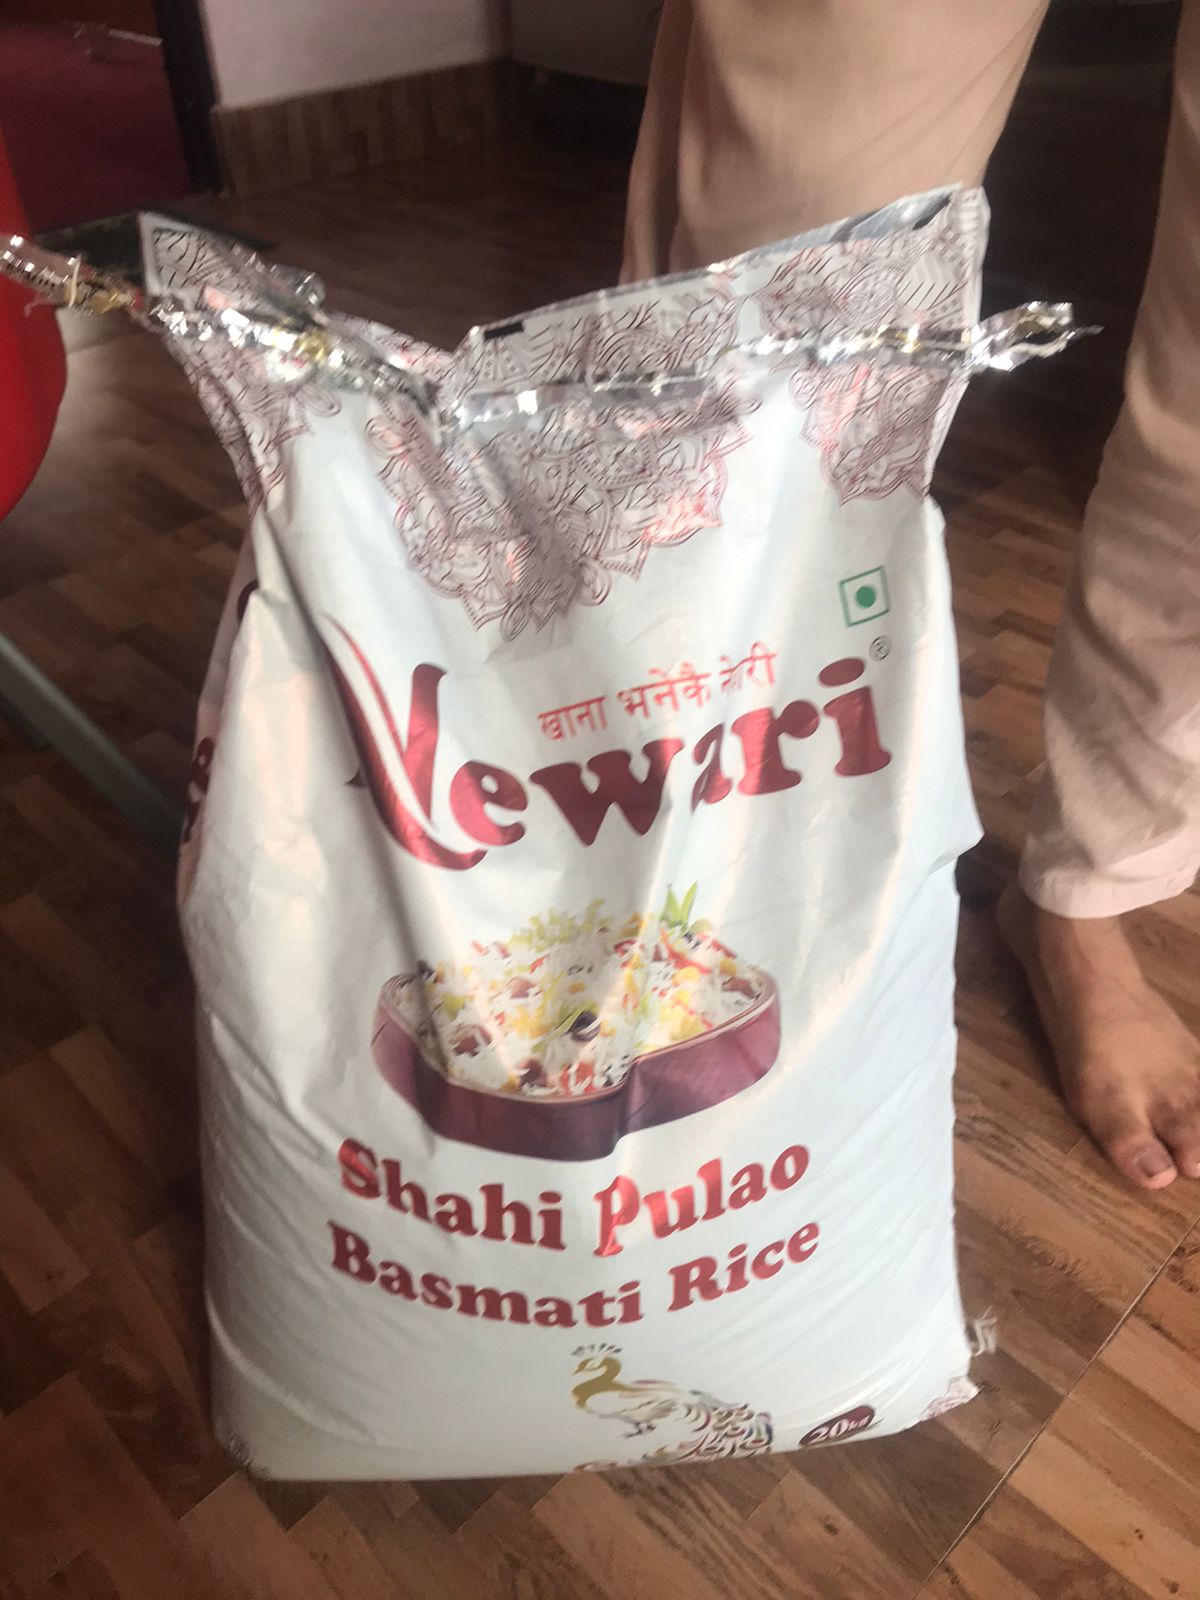 खाना भनेकै नेवारी
Newari®
Shahi Pulao
Basmati Rice
20kg